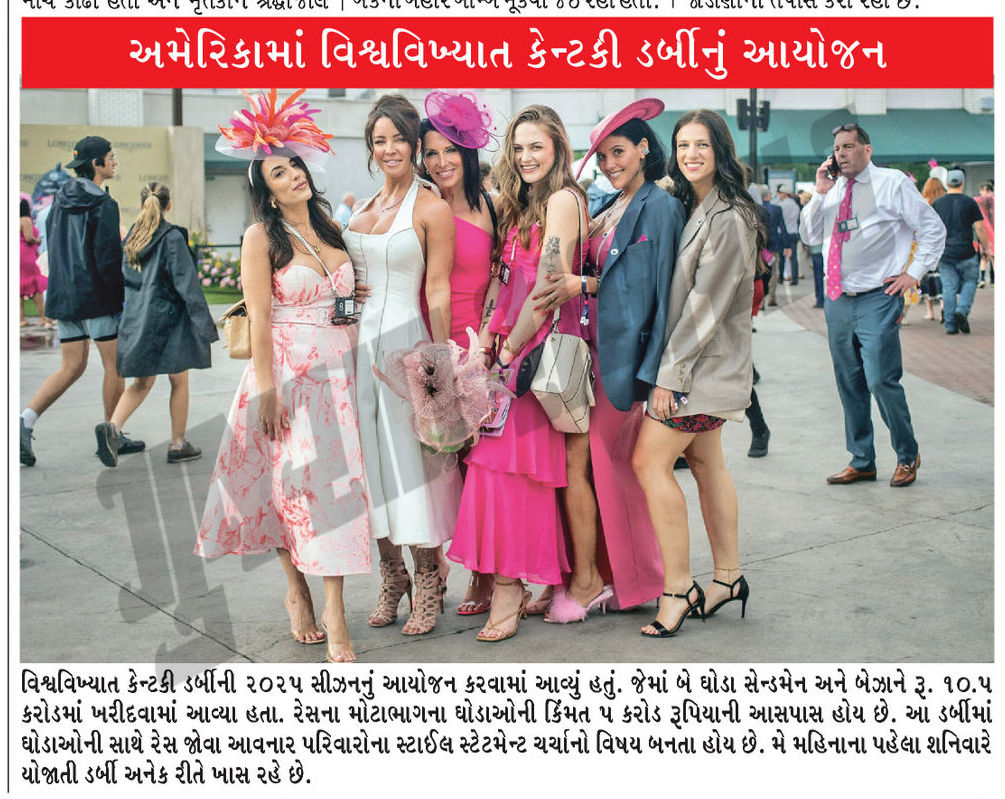 અમેરિકામાં વિશ્વવિખ્યાત કેન્ટકી ડર્બીનું આયોજન
LONGINES
વિશ્વવિખ્યાત કેન્ટકી ડર્બીની ૨૦૨૫ સીઝનનું આયોજન કરવામાં આવ્યું હતું. જેમાં બે ઘોડા સેન્ડમેન અને બેઝાને રૂ. ૧૦.૫
કરોડમાં ખરીદવામાં આવ્યા હતા. રેસના મોટાભાગના ઘોડાઓની કિંમત ૫ કરોડ રૂપિયાની આસપાસ હોય છે. આ ડર્બીમાં
ઘોડાઓની સાથે રેસ જોવા આવનાર પરિવારોના સ્ટાઈલ સ્ટેટમેન્ટ ચર્ચાનો વિષય બનતા હોય છે. મે મહિનાના પહેલા શનિવારે
યોજાતી ડર્બી અનેક રીતે ખાસ રહે છે.